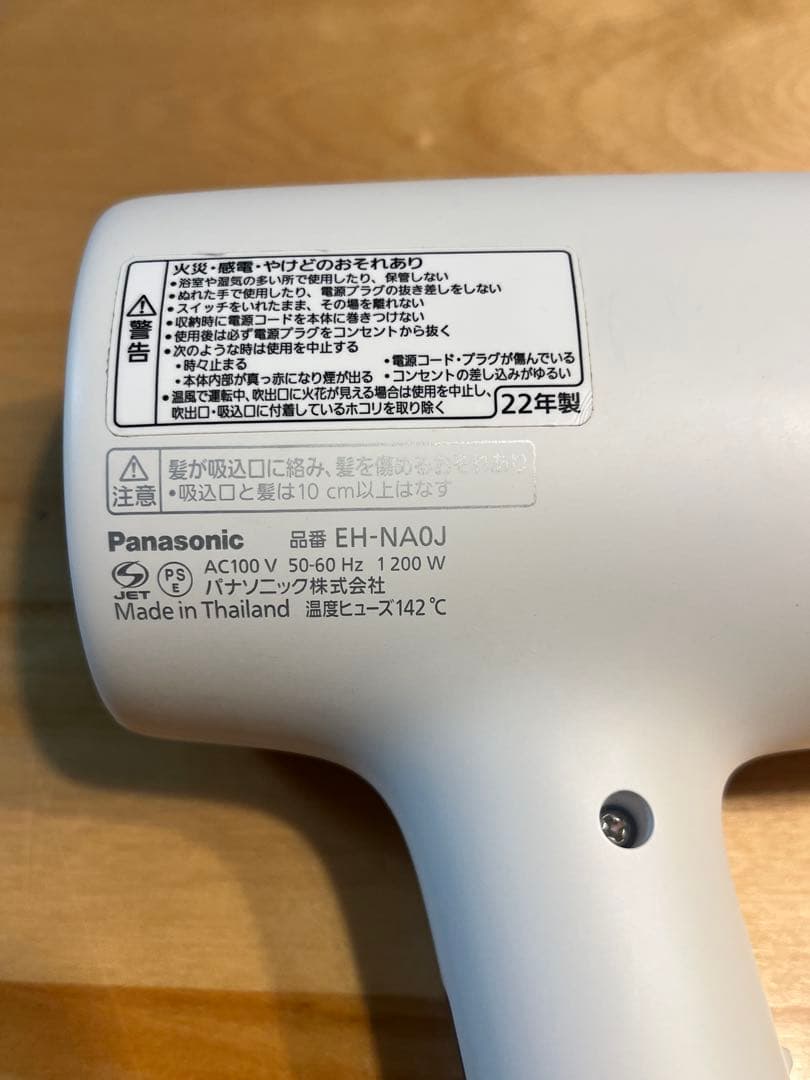 火災・感電・やけどのおそれあり
警告
•浴室や湿気の多い所で使用したり、保管しない
•ぬれた手で使用したり、電源プラグの抜き差しをしない
•スイッチをいれたまま、その場を離れない
•収納時に電源コードを本体に巻きつけない
•使用後は必ず電源プラグをコンセントから抜く
•次のような時は使用を中止する
•時々止まる •電源コード・プラグが傷んでいる
•本体内部が真っ赤になり煙が出る •コンセントの差し込みがゆるい
•温風で運転中、吹出口に火花が見える場合は使用を中止し、
吹出口・吸込口に付着しているホコリを取り除く
22年製
注意
髪が吸込口に絡み、髪を傷めるおそれあり
•吸込口と髪は10 cm以上はなす
Panasonic 品番 EH-NA0J
JET PSE AC100 V 50-60 Hz 1 200 W
パナソニック株式会社
Made in Thailand 温度ヒューズ142℃